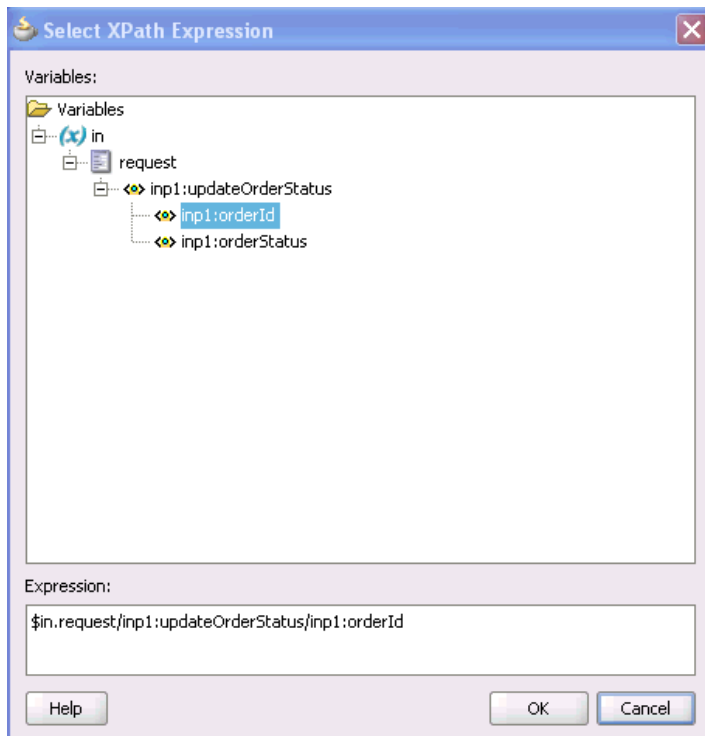 Select XPath Expression
Variables:
Variables
(x) in
request
inp1:updateOrderStatus
inp1:orderId
inp1:orderStatus
Expression:
$in.request/inp1:updateOrderStatus/inp1:orderId
Help
OK
Cancel